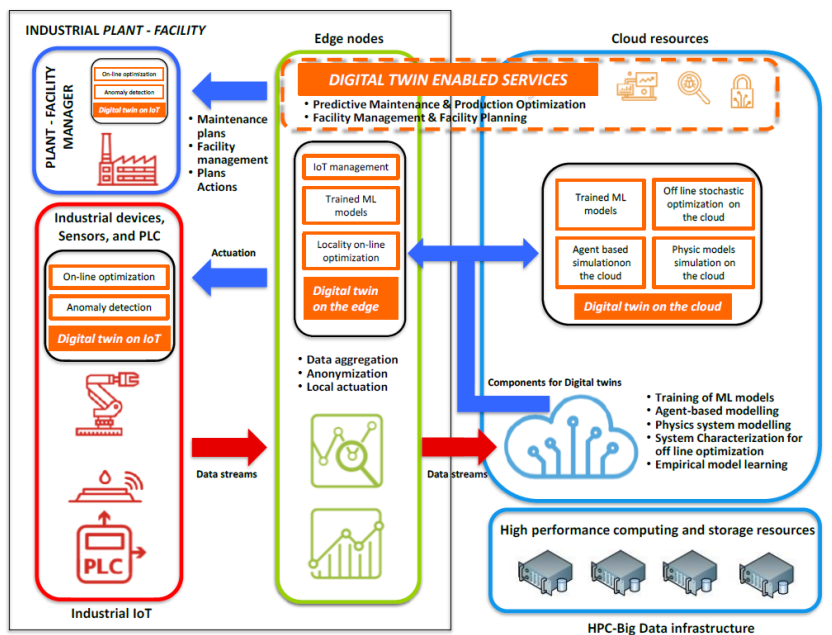 INDUSTRIAL PLANT - FACILITY
Edge nodes
Cloud resources
PLANT - FACILITY
MANAGER
On-line optimization
Anomaly detection
Digital twin on IoT
• Maintenance
plans
• Facility
management
• Plans
Actions
DIGITAL TWIN ENABLED SERVICES
• Predictive Maintenance & Production Optimization
• Facility Management & Facility Planning
Industrial devices,
Sensors, and PLC
On-line optimization
Anomaly detection
Digital twin on IoT
Actuation
IoT management
Trained ML
models
Locality on-line
optimization
Digital twin
on the edge
Trained ML
models
Off line stochastic
optimization on
the cloud
Agent based
simulationon
the cloud
Physic models
simulation on
the cloud
Digital twin on the cloud
• Data aggregation
• Anonymization
• Local actuation
Components for Digital twins
• Training of ML models
• Agent-based modelling
• Physics system modelling
• System Characterization for
off line optimization
• Empirical model learning
Data streams
Data streams
PLC
Industrial IoT
High performance computing and storage resources
HPC-Big Data infrastructure